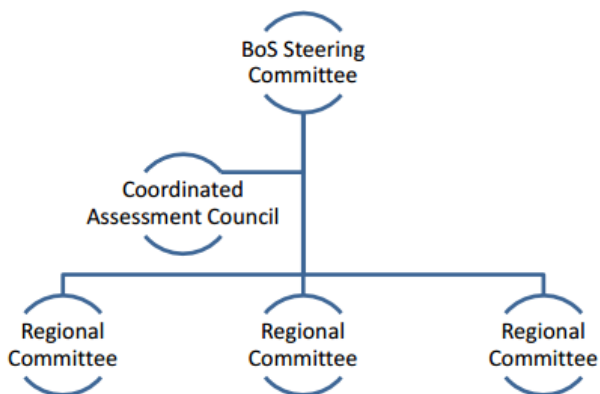 BoS Steering
Committee
Coordinated
Assessment Council
Regional
Committee
Regional
Committee
Regional
Committee